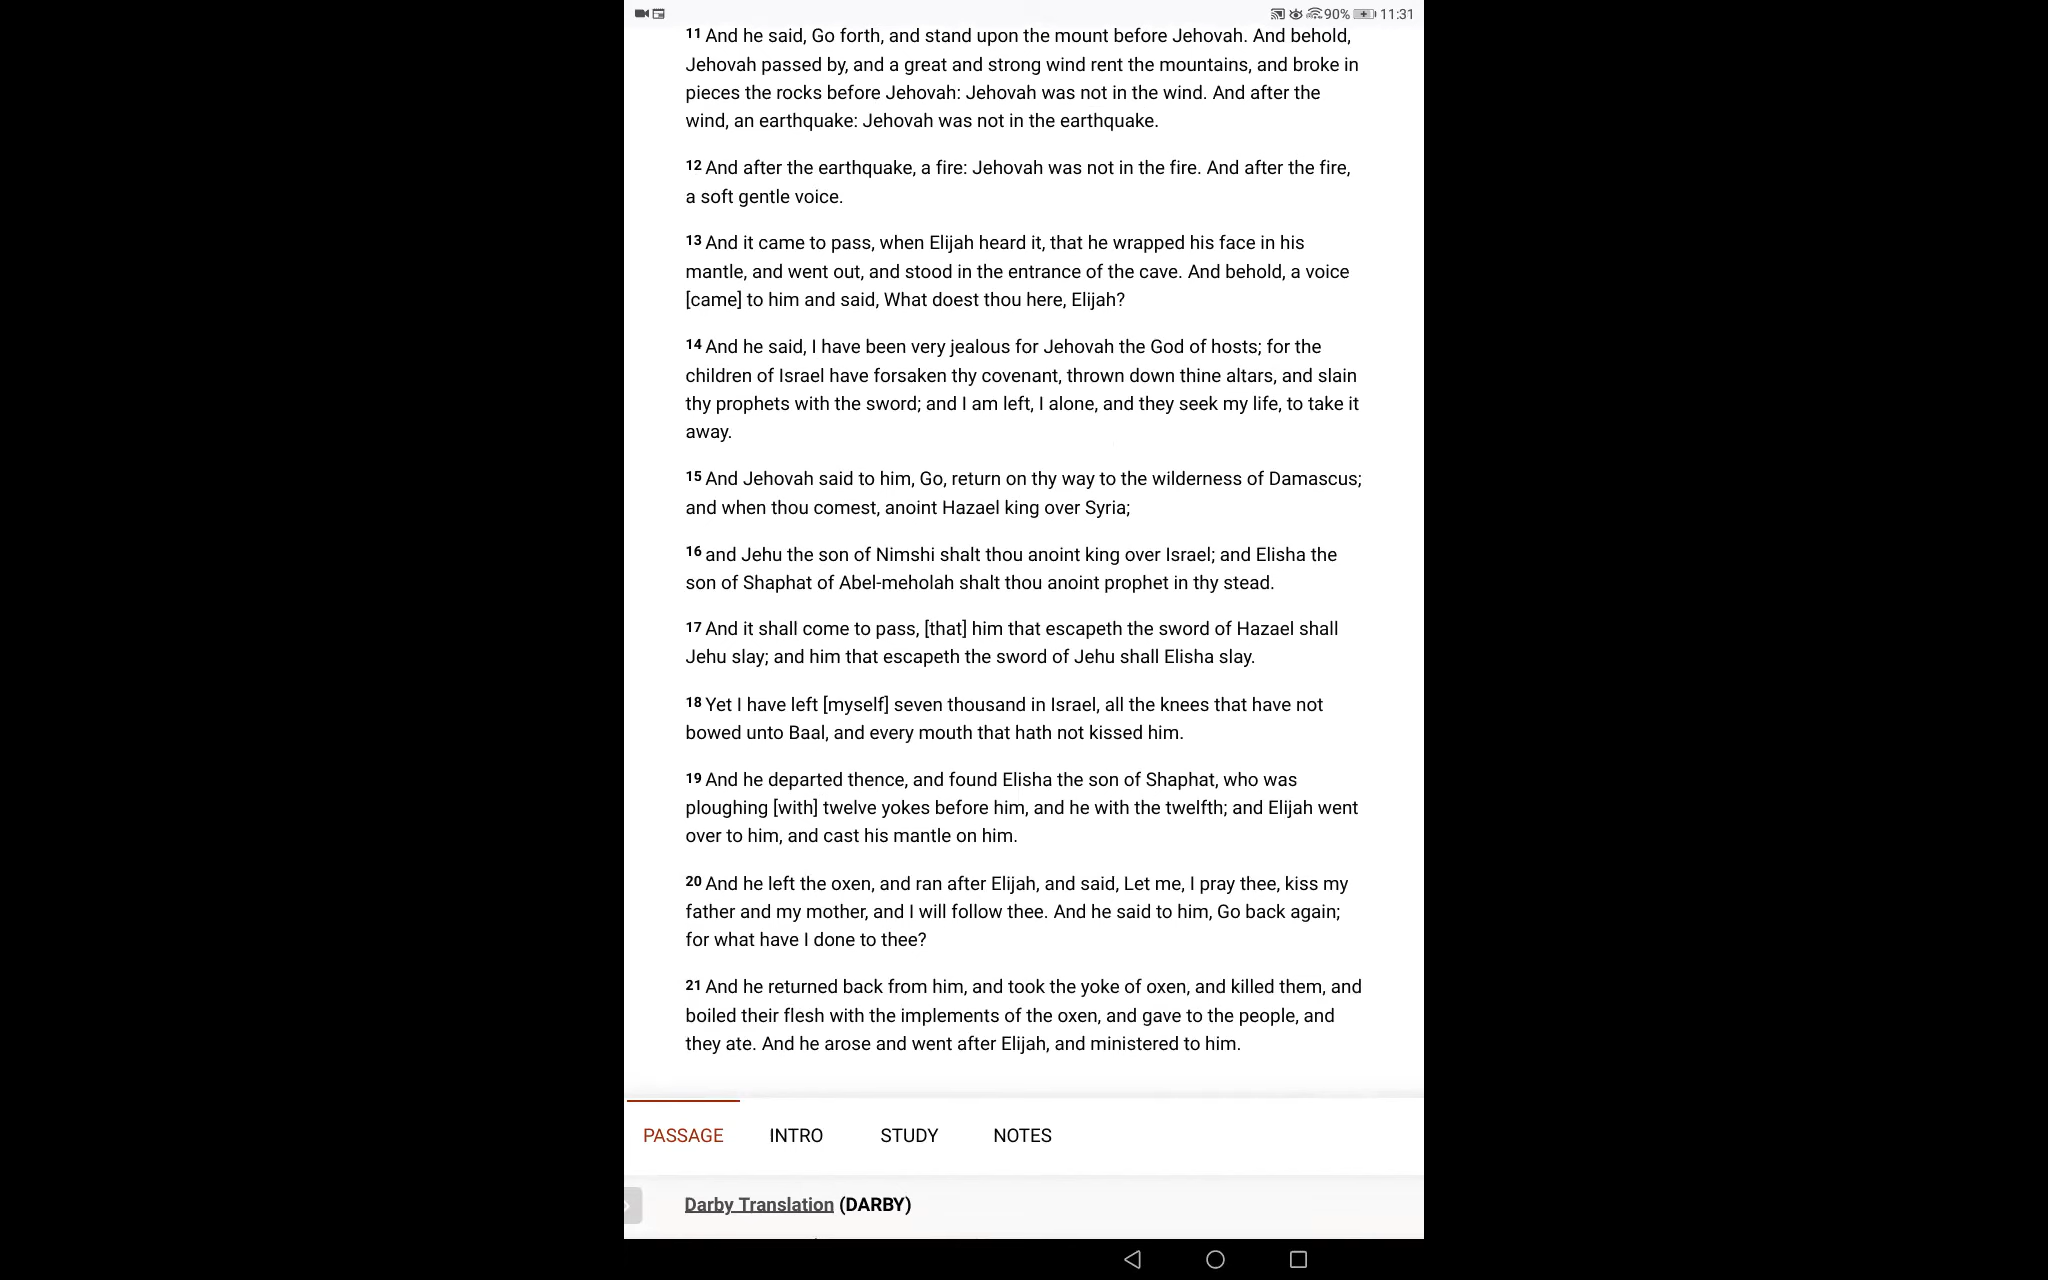 90% 11:31
11 And he said, Go forth, and stand upon the mount before Jehovah. And behold,
Jehovah passed by, and a great and strong wind rent the mountains, and broke in
pieces the rocks before Jehovah: Jehovah was not in the wind. And after the
wind, an earthquake: Jehovah was not in the earthquake.
12 And after the earthquake, a fire: Jehovah was not in the fire. And after the fire,
a soft gentle voice.
13 And it came to pass, when Elijah heard it, that he wrapped his face in his
mantle, and went out, and stood in the entrance of the cave. And behold, a voice
[came] to him and said, What doest thou here, Elijah?
14 And he said, I have been very jealous for Jehovah the God of hosts; for the
children of Israel have forsaken thy covenant, thrown down thine altars, and slain
thy prophets with the sword; and I am left, I alone, and they seek my life, to take it
away.
15 And Jehovah said to him, Go, return on thy way to the wilderness of Damascus;
and when thou comest, anoint Hazael king over Syria;
16 and Jehu the son of Nimshi shalt thou anoint king over Israel; and Elisha the
son of Shaphat of Abel-meholah shalt thou anoint prophet in thy stead.
17 And it shall come to pass, [that] him that escapeth the sword of Hazael shall
Jehu slay; and him that escapeth the sword of Jehu shall Elisha slay.
18 Yet I have left [myself] seven thousand in Israel, all the knees that have not
bowed unto Baal, and every mouth that hath not kissed him.
19 And he departed thence, and found Elisha the son of Shaphat, who was
ploughing [with] twelve yokes before him, and he with the twelfth; and Elijah went
over to him, and cast his mantle on him.
20 And he left the oxen, and ran after Elijah, and said, Let me, I pray thee, kiss my
father and my mother, and I will follow thee. And he said to him, Go back again;
for what have I done to thee?
21 And he returned back from him, and took the yoke of oxen, and killed them, and
boiled their flesh with the implements of the oxen, and gave to the people, and
they ate. And he arose and went after Elijah, and ministered to him.
PASSAGE INTRO STUDY NOTES
Darby Translation (DARBY)